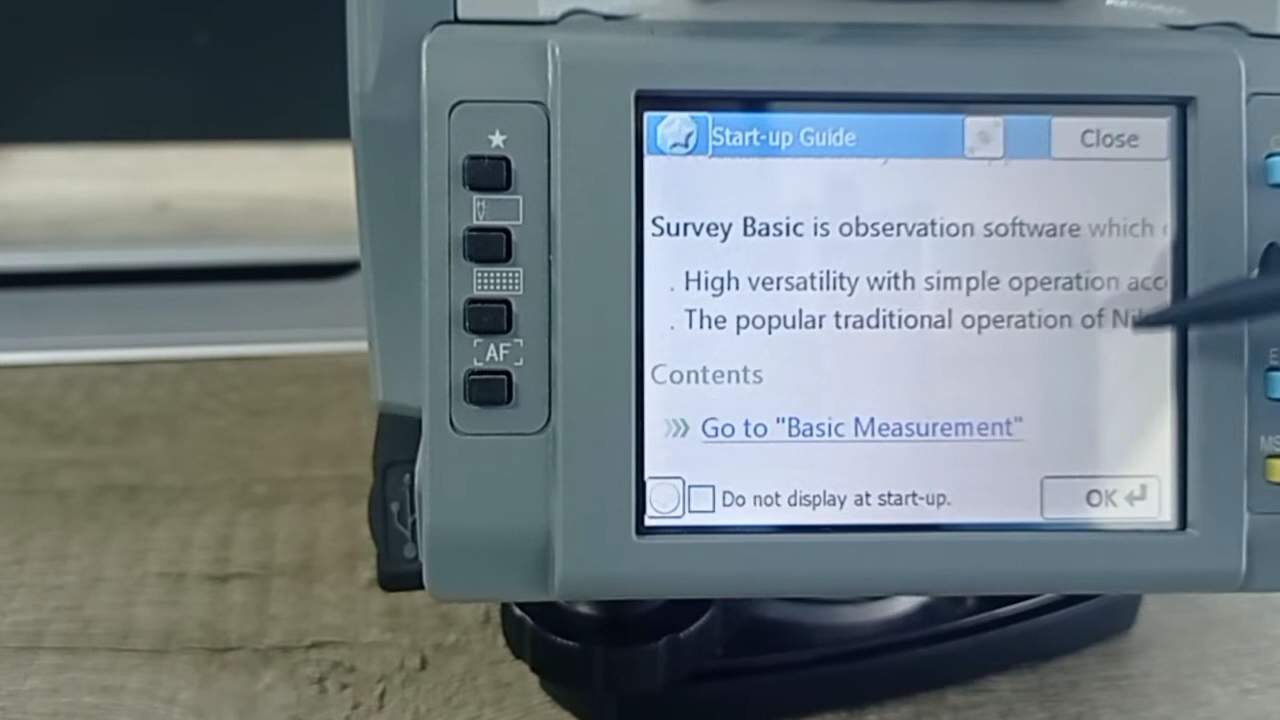 ★
H
V
[AF]
Start-up Guide
Close
Survey Basic is observation software which
. High versatility with simple operation
. The popular traditional operation of
Contents
Go to "Basic Measurement"
Do not display at start-up.
OK